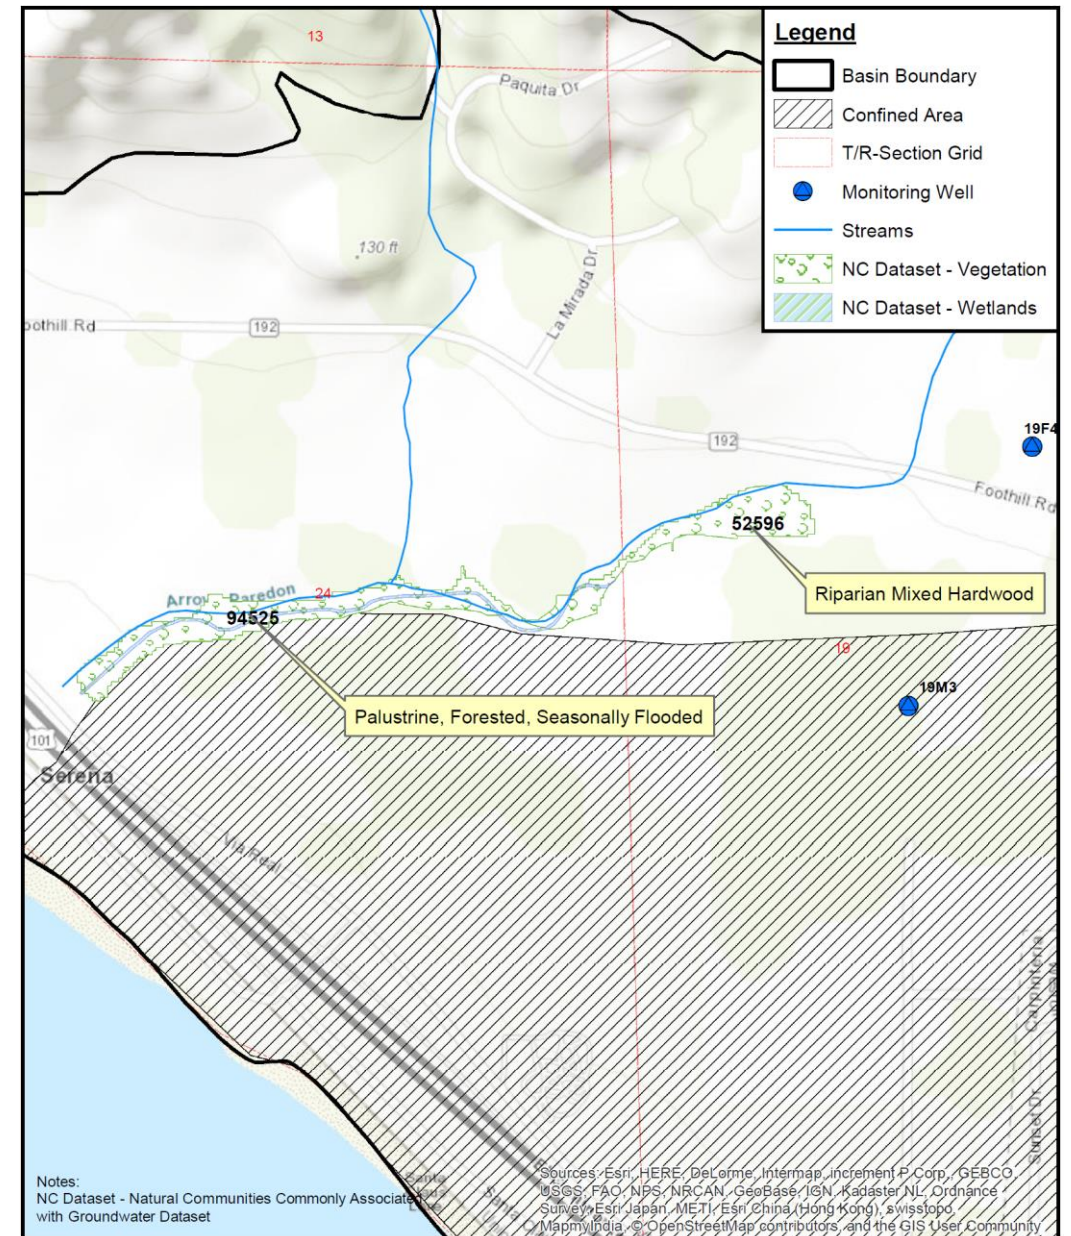 13
Paquita Dr
130 ft
La Mirada Dr
oothill Rd
192
192
19F4
Foothill Rd
52596
Riparian Mixed Hardwood
24
94525
19
19M3
Palustrine, Forested, Seasonally Flooded
101
Serena
Via Real
Carpinteria
Sunset Dr
Santa
Santa
Legend
Basin Boundary
Confined Area
T/R-Section Grid
Monitoring Well
Streams
NC Dataset - Vegetation
NC Dataset - Wetlands
Notes:
NC Dataset - Natural Communities Commonly Associated
with Groundwater Dataset
Sources: Esri, HERE, DeLorme, Intermap, increment P Corp., GEBCO,
USGS, FAO, NPS, NRCAN, GeoBase, IGN, Kadaster NL, Ordnance
Survey, Esri Japan, METI, Esri China (Hong Kong), swisstopo,
MapmyIndia, © OpenStreetMap contributors, and the GIS User Community